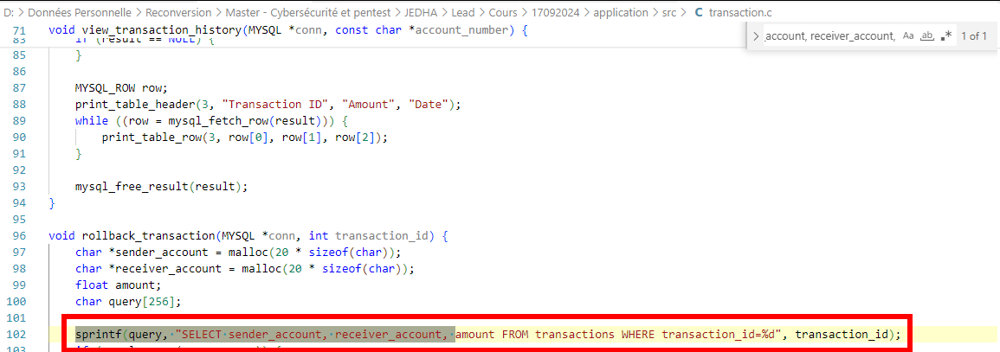 D: > Données Personnelle > Reconversion > Master - Cybersécurité et pentest > JEDHA > Lead > Cours > 17092024 > application > src > C transaction.c
71 void view_transaction_history(MYSQL *conn, const char *account_number) {
_account, receiver_account, Aa ab .* 1 of 1
83 if (result == NULL) {
85 }
86
87 MYSQL_ROW row;
88 print_table_header(3, "Transaction ID", "Amount", "Date");
89 while ((row = mysql_fetch_row(result))) {
90 print_table_row(3, row[0], row[1], row[2]);
91 }
92
93 mysql_free_result(result);
94 }
95
96 void rollback_transaction(MYSQL *conn, int transaction_id) {
97 char *sender_account = malloc(20 * sizeof(char));
98 char *receiver_account = malloc(20 * sizeof(char));
99 float amount;
100 char query[256];
101
102 sprintf(query, "SELECT sender_account, receiver_account, amount FROM transactions WHERE transaction_id=%d", transaction_id);
103